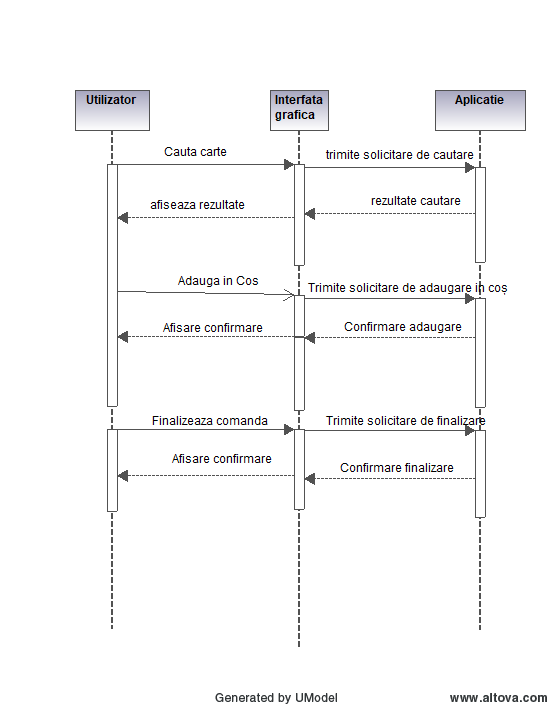 Utilizator
Interfata
grafica
Aplicatie
Cauta carte
trimite solicitare de cautare
afiseaza rezultate
rezultate cautare
Adauga in Cos
Trimite solicitare de adaugare in coș
Afisare confirmare
Confirmare adaugare
Finalizeaza comanda
Trimite solicitare de finalizare
Afisare confirmare
Confirmare finalizare
Generated by UModel
www.altova.com